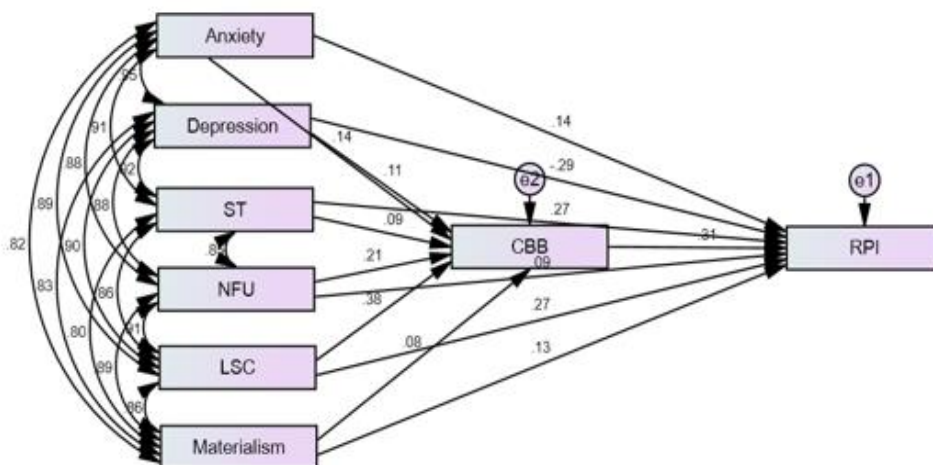 Anxiety
.95
.14
Depression
.91
.14
-.29
.88
.11
e2
e1
ST
.27
.89
.88
.09
.82
CBB
.31
RPI
.90
.21
.09
NFU
.83
.86
.38
.27
.91
.80
LSC
.08
.13
.89
.86
Materialism